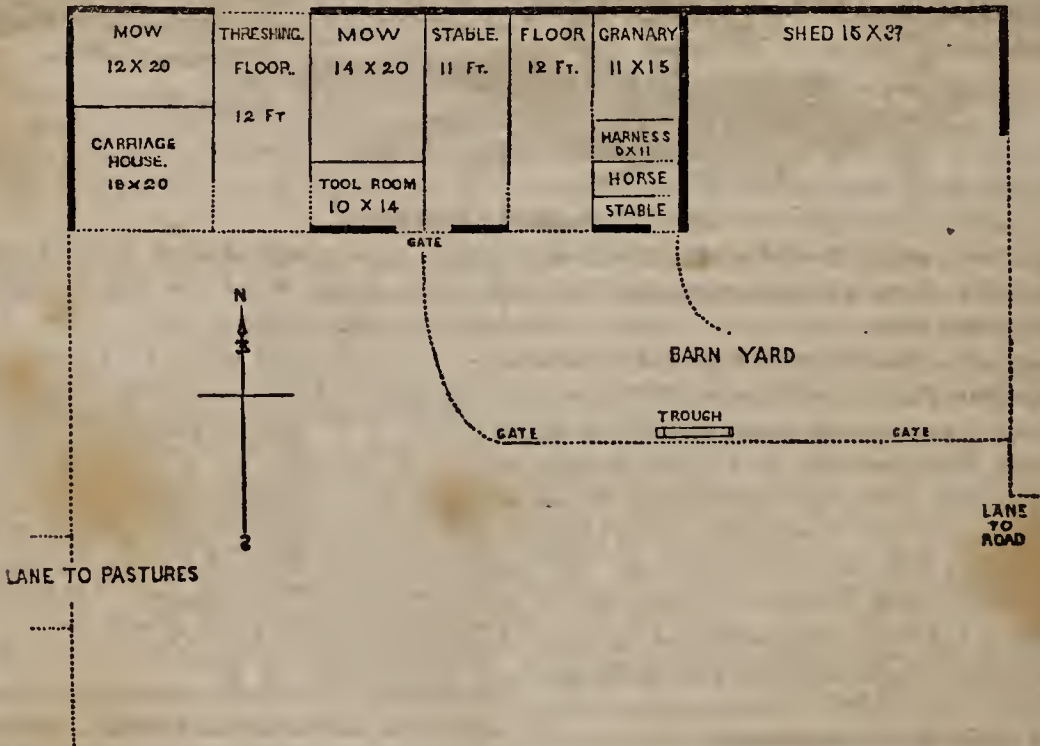 MOW
12 X 20
THRESHING.
FLOOR.
12 FT
MOW
14 X 20
STABLE.
11 FT.
FLOOR
12 FT.
GRANARY
11 X 15
SHED 15 X 37
CARRIAGE
HOUSE.
18 X 20
TOOL ROOM
10 X 14
HARNESS
HORSE
STABLE
GATE
N
BARN YARD
TROUGH
GATE
GATE
LANE
TO
ROAD
LANE TO PASTURES